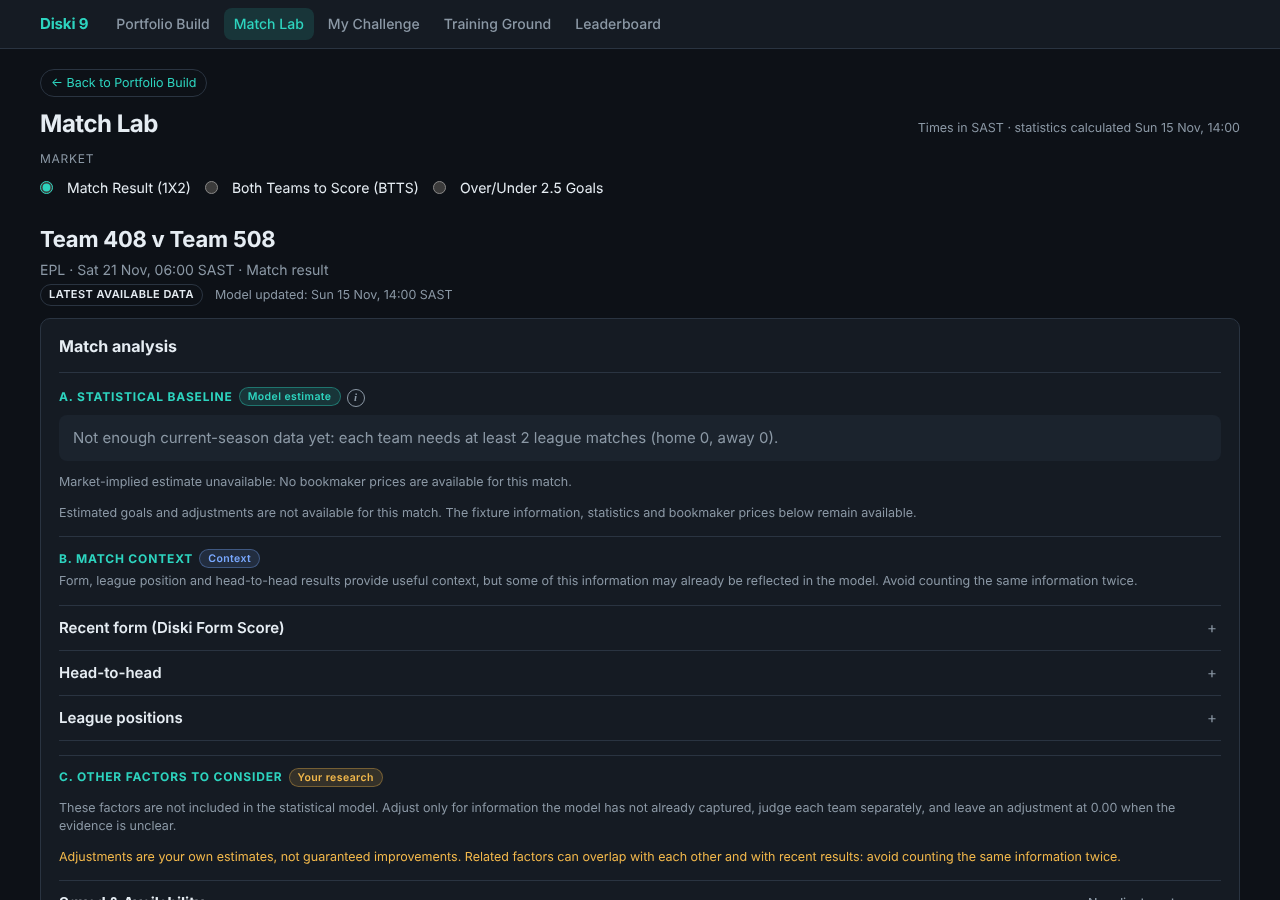 Diski 9 Portfolio Build Match Lab My Challenge Training Ground Leaderboard
← Back to Portfolio Build
Match Lab
Times in SAST · statistics calculated Sun 15 Nov, 14:00
MARKET
Match Result (1X2) Both Teams to Score (BTTS) Over/Under 2.5 Goals
Team 408 v Team 508
EPL · Sat 21 Nov, 06:00 SAST · Match result
LATEST AVAILABLE DATA Model updated: Sun 15 Nov, 14:00 SAST
Match analysis
A. STATISTICAL BASELINE Model estimate i
Not enough current-season data yet: each team needs at least 2 league matches (home 0, away 0).
Market-implied estimate unavailable: No bookmaker prices are available for this match.
Estimated goals and adjustments are not available for this match. The fixture information, statistics and bookmaker prices below remain available.
B. MATCH CONTEXT Context
Form, league position and head-to-head results provide useful context, but some of this information may already be reflected in the model. Avoid counting the same information twice.
Recent form (Diski Form Score) +
Head-to-head +
League positions +
C. OTHER FACTORS TO CONSIDER Your research
These factors are not included in the statistical model. Adjust only for information the model has not already captured, judge each team separately, and leave an adjustment at 0.00 when the
evidence is unclear.
Adjustments are your own estimates, not guaranteed improvements. Related factors can overlap with each other and with recent results: avoid counting the same information twice.